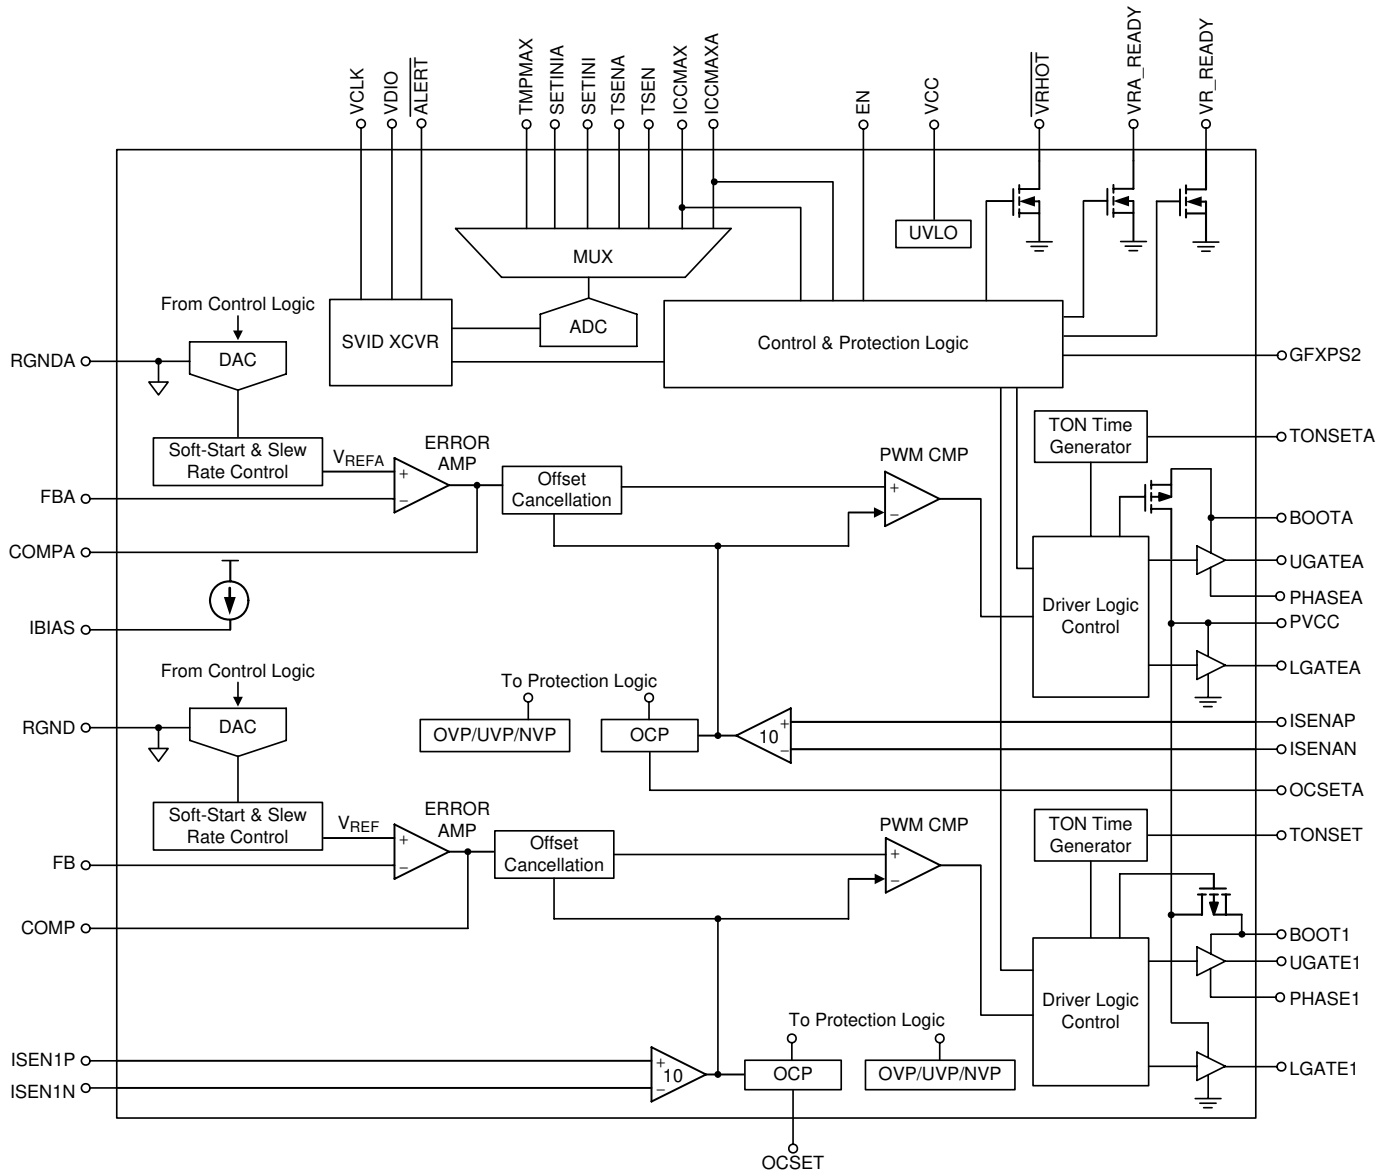 VCLK
VDIO
ALERT
TMPMAX
SETINIA
SETINI
TSENA
TSEN
ICCMAX
ICCMAXA
EN
VCC
VRHOT
VRA_READY
VR_READY
UVLO
MUX
ADC
SVID XCVR
Control & Protection Logic
From Control Logic
DAC
RGNDA
GFXPS2
Soft-Start & Slew
Rate Control
VREFA
ERROR
AMP
+
−
Offset
Cancellation
PWM CMP
+
−
TON Time
Generator
TONSETA
FBA
COMPA
IBIAS
BOOTA
UGATEA
PHASEA
PVCC
LGATEA
Driver Logic
Control
From Control Logic
DAC
RGND
To Protection Logic
OVP/UVP/NVP
OCP
10
+
−
ISENAP
ISENAN
OCSETA
Soft-Start & Slew
Rate Control
VREF
ERROR
AMP
+
−
Offset
Cancellation
PWM CMP
+
−
TON Time
Generator
TONSET
FB
COMP
BOOT1
UGATE1
PHASE1
LGATE1
Driver Logic
Control
To Protection Logic
ISEN1P
ISEN1N
+
−
10
OCP
OVP/UVP/NVP
OCSET